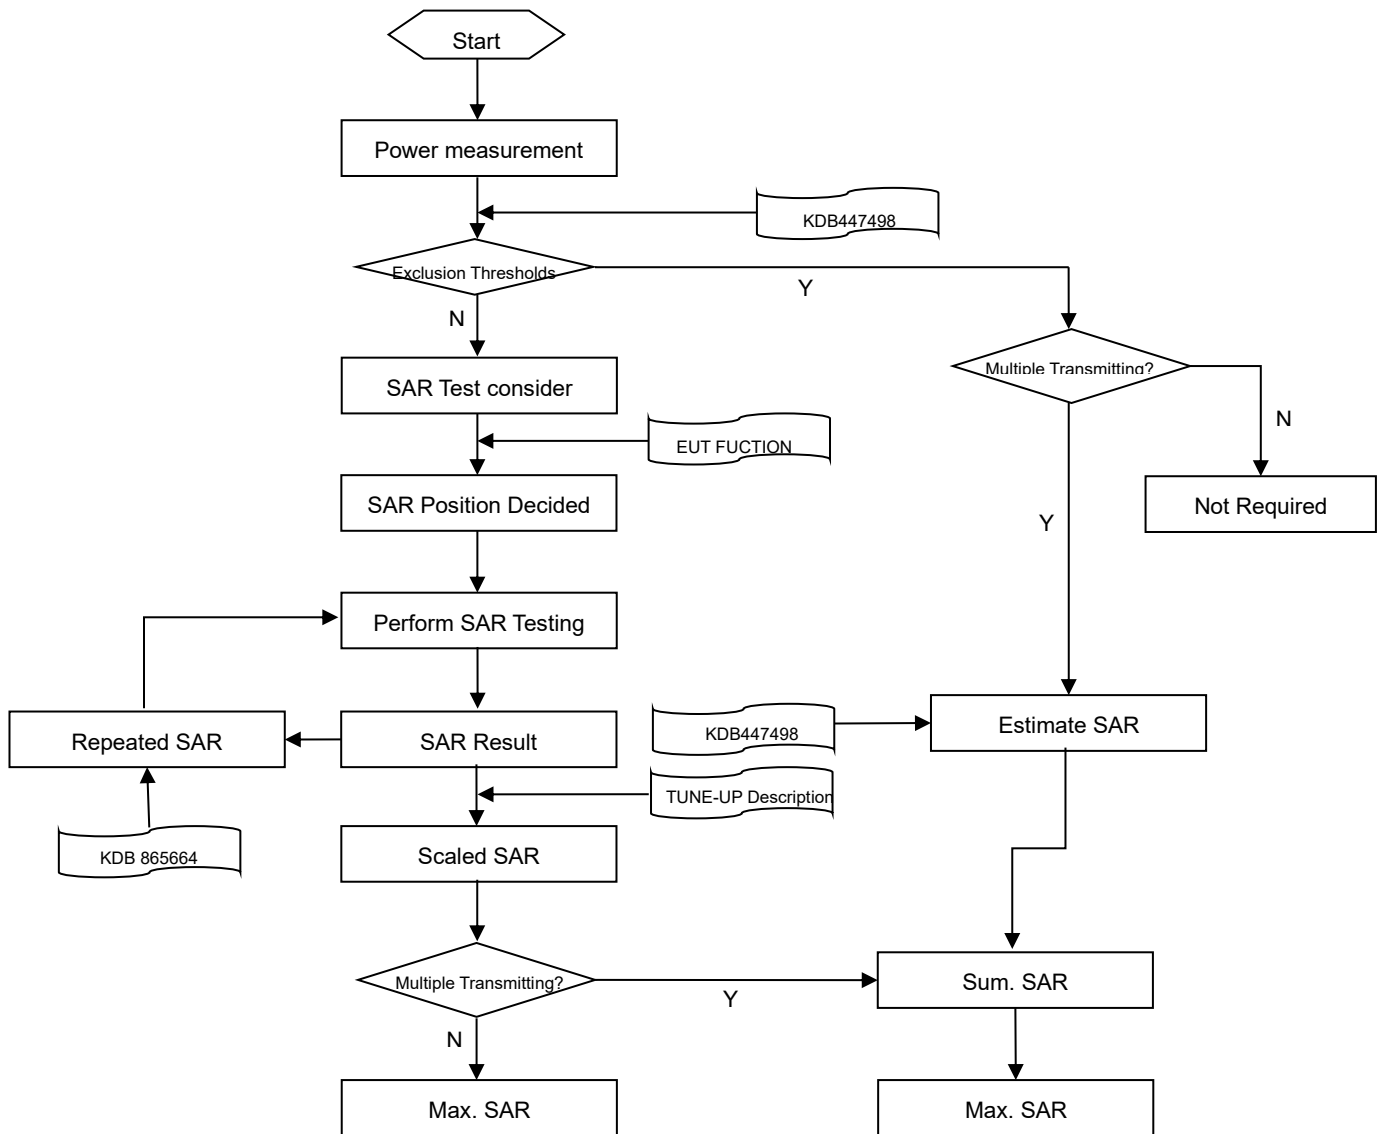 Start
Power measurement
KDB447498
Exclusion Thresholds
Y
N
Multiple Transmitting?
SAR Test consider
N
EUT FUCTION
SAR Position Decided
Not Required
Y
Perform SAR Testing
Repeated SAR
SAR Result
KDB447498
Estimate SAR
TUNE-UP Description
KDB 865664
Scaled SAR
Multiple Transmitting?
Y
Sum. SAR
N
Max. SAR
Max. SAR